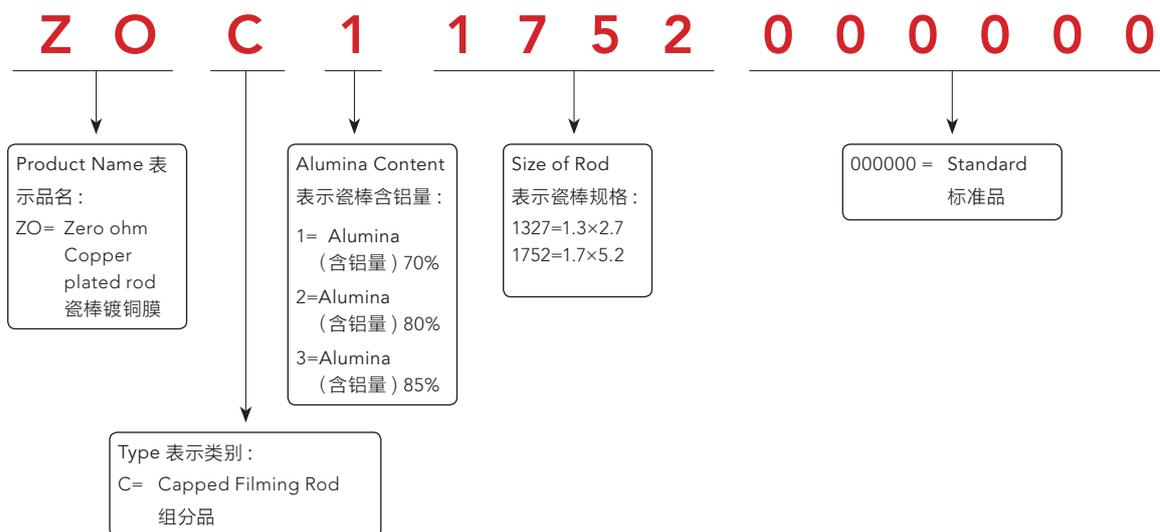 Z O C 1 1 7 5 2 0 0 0 0 0 0
Product Name 表
示品名 :
ZO= Zero ohm
Copper
plated rod
瓷棒镀铜膜
Alumina Content
表示瓷棒含铝量 :
1= Alumina
（含铝量 ) 70%
2=Alumina
（含铝量 ) 80%
3=Alumina
（含铝量 ) 85%
Size of Rod
表示瓷棒规格 :
1327=1.3×2.7
1752=1.7×5.2
000000 = Standard
标准品
Type 表示类别 :
C= Capped Filming Rod
组分品